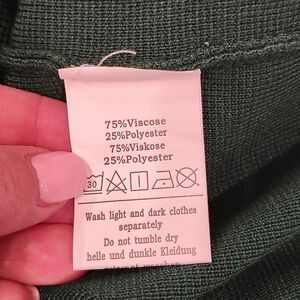 75%Viscose
25%Polyester
75%Viskose
25%Polyester
30
Wash light and dark clothes
separately
Do not tumble dry
helle und dunkle Kleidung